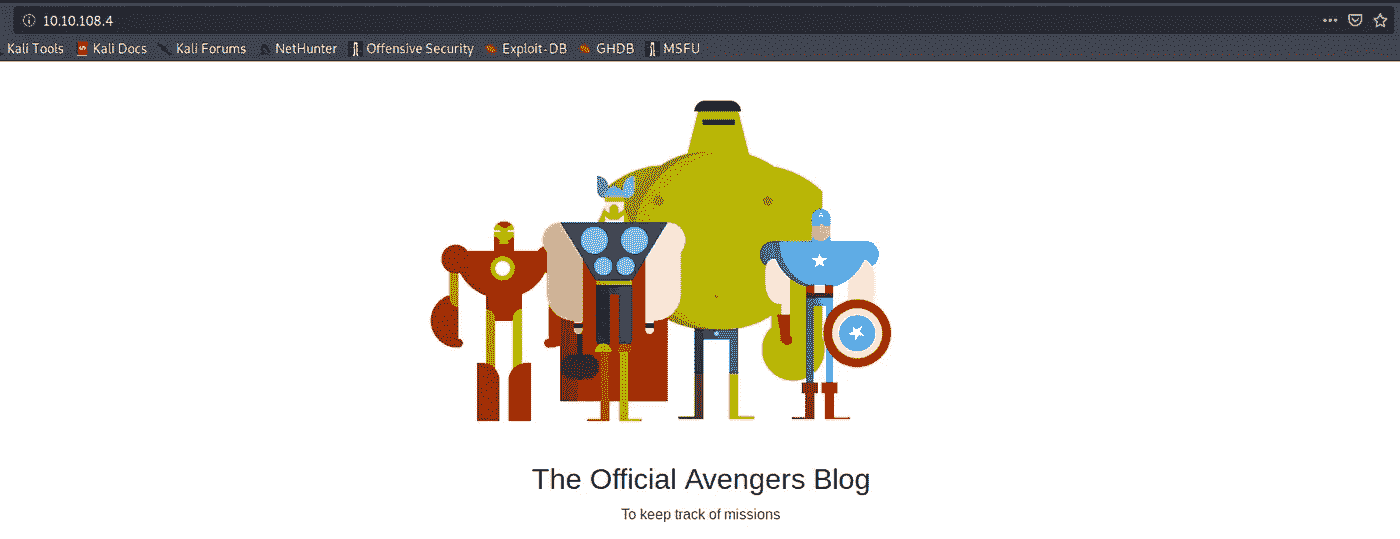 10.10.108.4
Kali Tools Kali Docs Kali Forums NetHunter Offensive Security Exploit-DB GHDB MSFU
The Official Avengers Blog
To keep track of missions